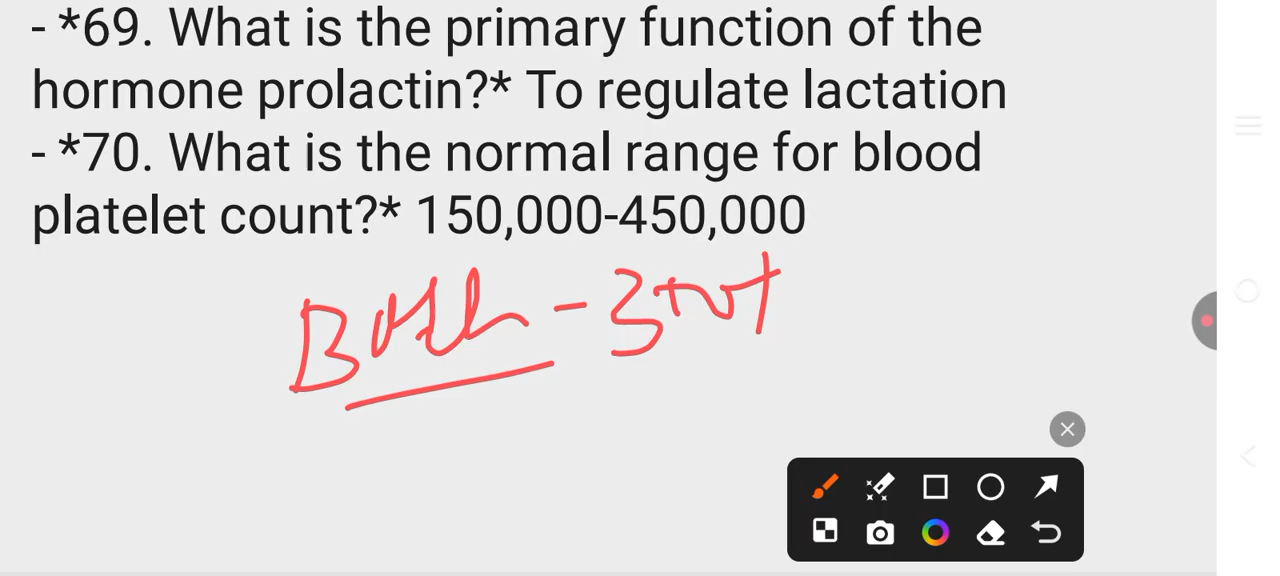 - *69. What is the primary function of the
hormone prolactin?* To regulate lactation
- *70. What is the normal range for blood
platelet count?* 150,000-450,000